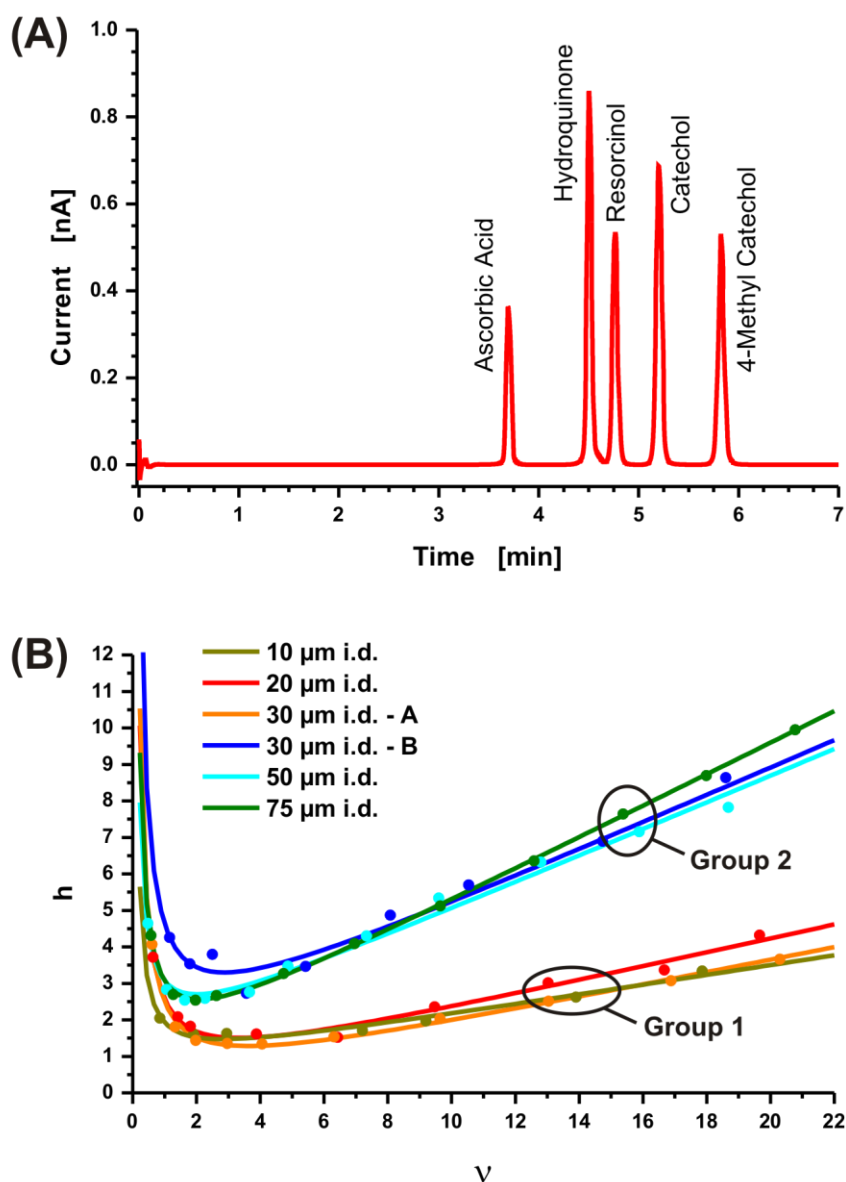 (A)
1.0
0.8
0.6
0.4
0.2
0.0
Current [nA]
Ascorbic Acid
Hydroquinone
Resorcinol
Catechol
4-Methyl Catechol
0 1 2 3 4 5 6 7
Time [min]
(B)
12
11
10
9
8
7
6
5
4
3
2
1
0
h
10 µm i.d.
20 µm i.d.
30 µm i.d. - A
30 µm i.d. - B
50 µm i.d.
75 µm i.d.
Group 2
Group 1
0 2 4 6 8 10 12 14 16 18 20 22
ν